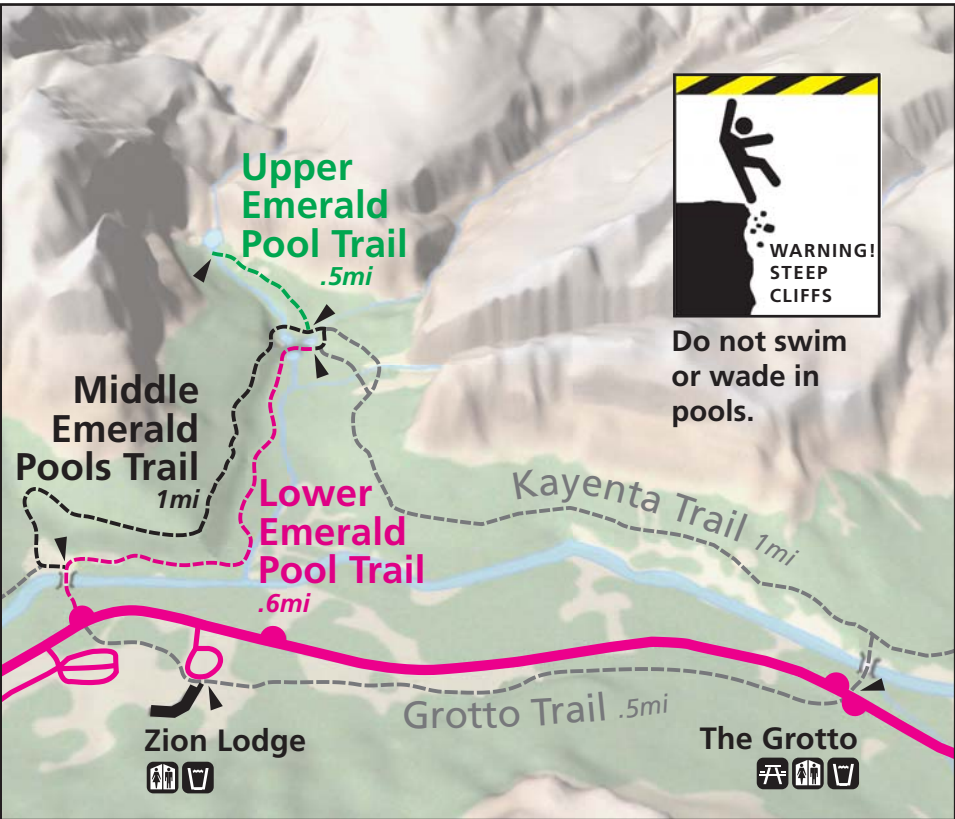 Upper
Emerald
Pool Trail
.5mi
WARNING!
STEEP
CLIFFS
Do not swim
or wade in
pools.
Middle
Emerald
Pools Trail
1mi
Lower
Emerald
Pool Trail
.6mi
Kayenta Trail 1mi
Grotto Trail .5mi
Zion Lodge
The Grotto